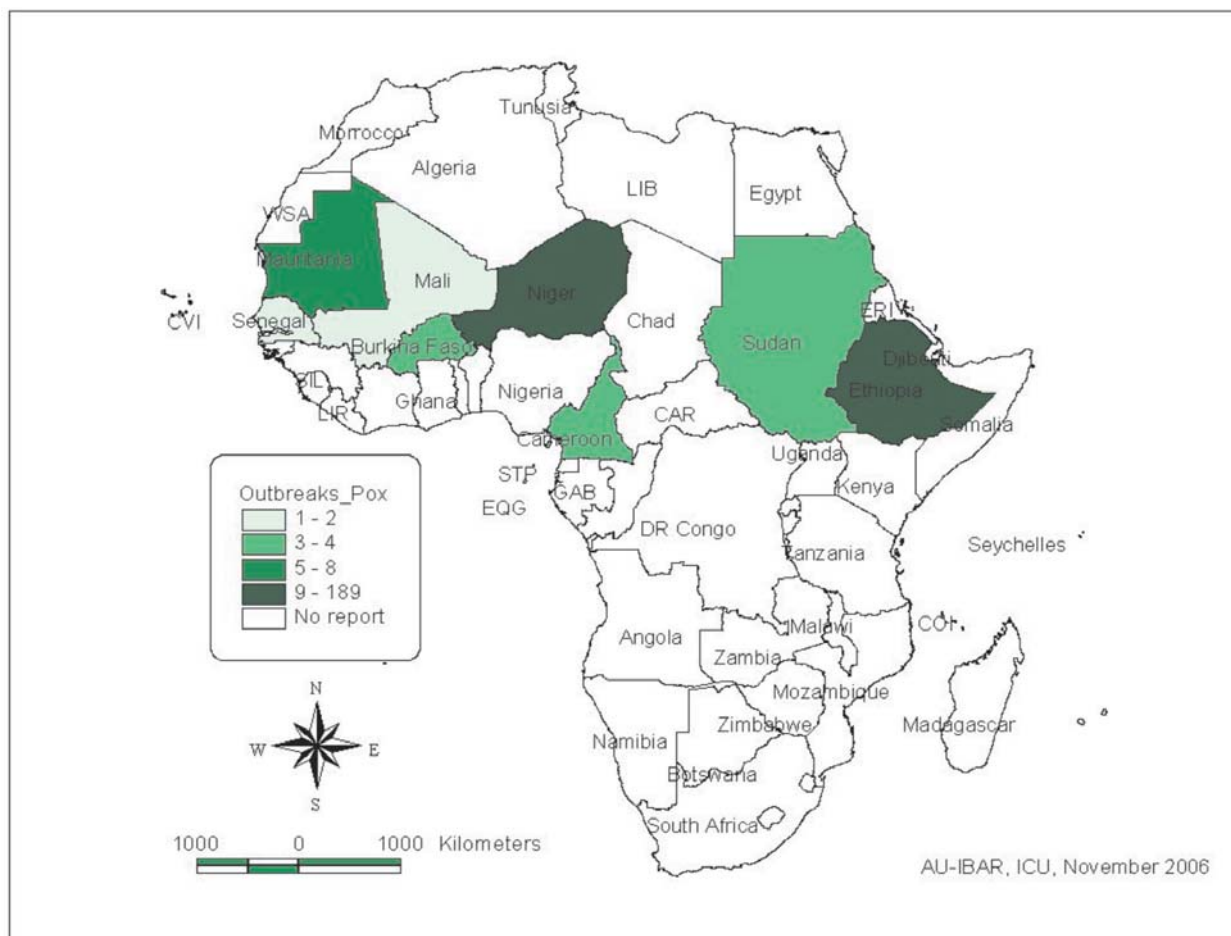 Tunusia
Morrocco
Algeria
LIB
Egypt
WSA
Mauritania
Mali
Niger
Chad
Sudan
ERI
CVI
Senegal
Burkina Faso
Djibouti
Ethiopia
SIL
LIR
Ghana
Nigeria
CAR
Somalia
Cameroon
Uganda
STP
EQG
GAB
Kenya
DR Congo
Tanzania
Seychelles
Angola
Malawi
COI
Zambia
Mozambique
Zimbabwe
Madagascar
Namibia
Botswana
South Africa
Outbreaks_Pox
1 - 2
3 - 4
5 - 8
9 - 189
No report
N
W E
S
1000 0 1000 Kilometers
AU-IBAR, ICU, November 2006